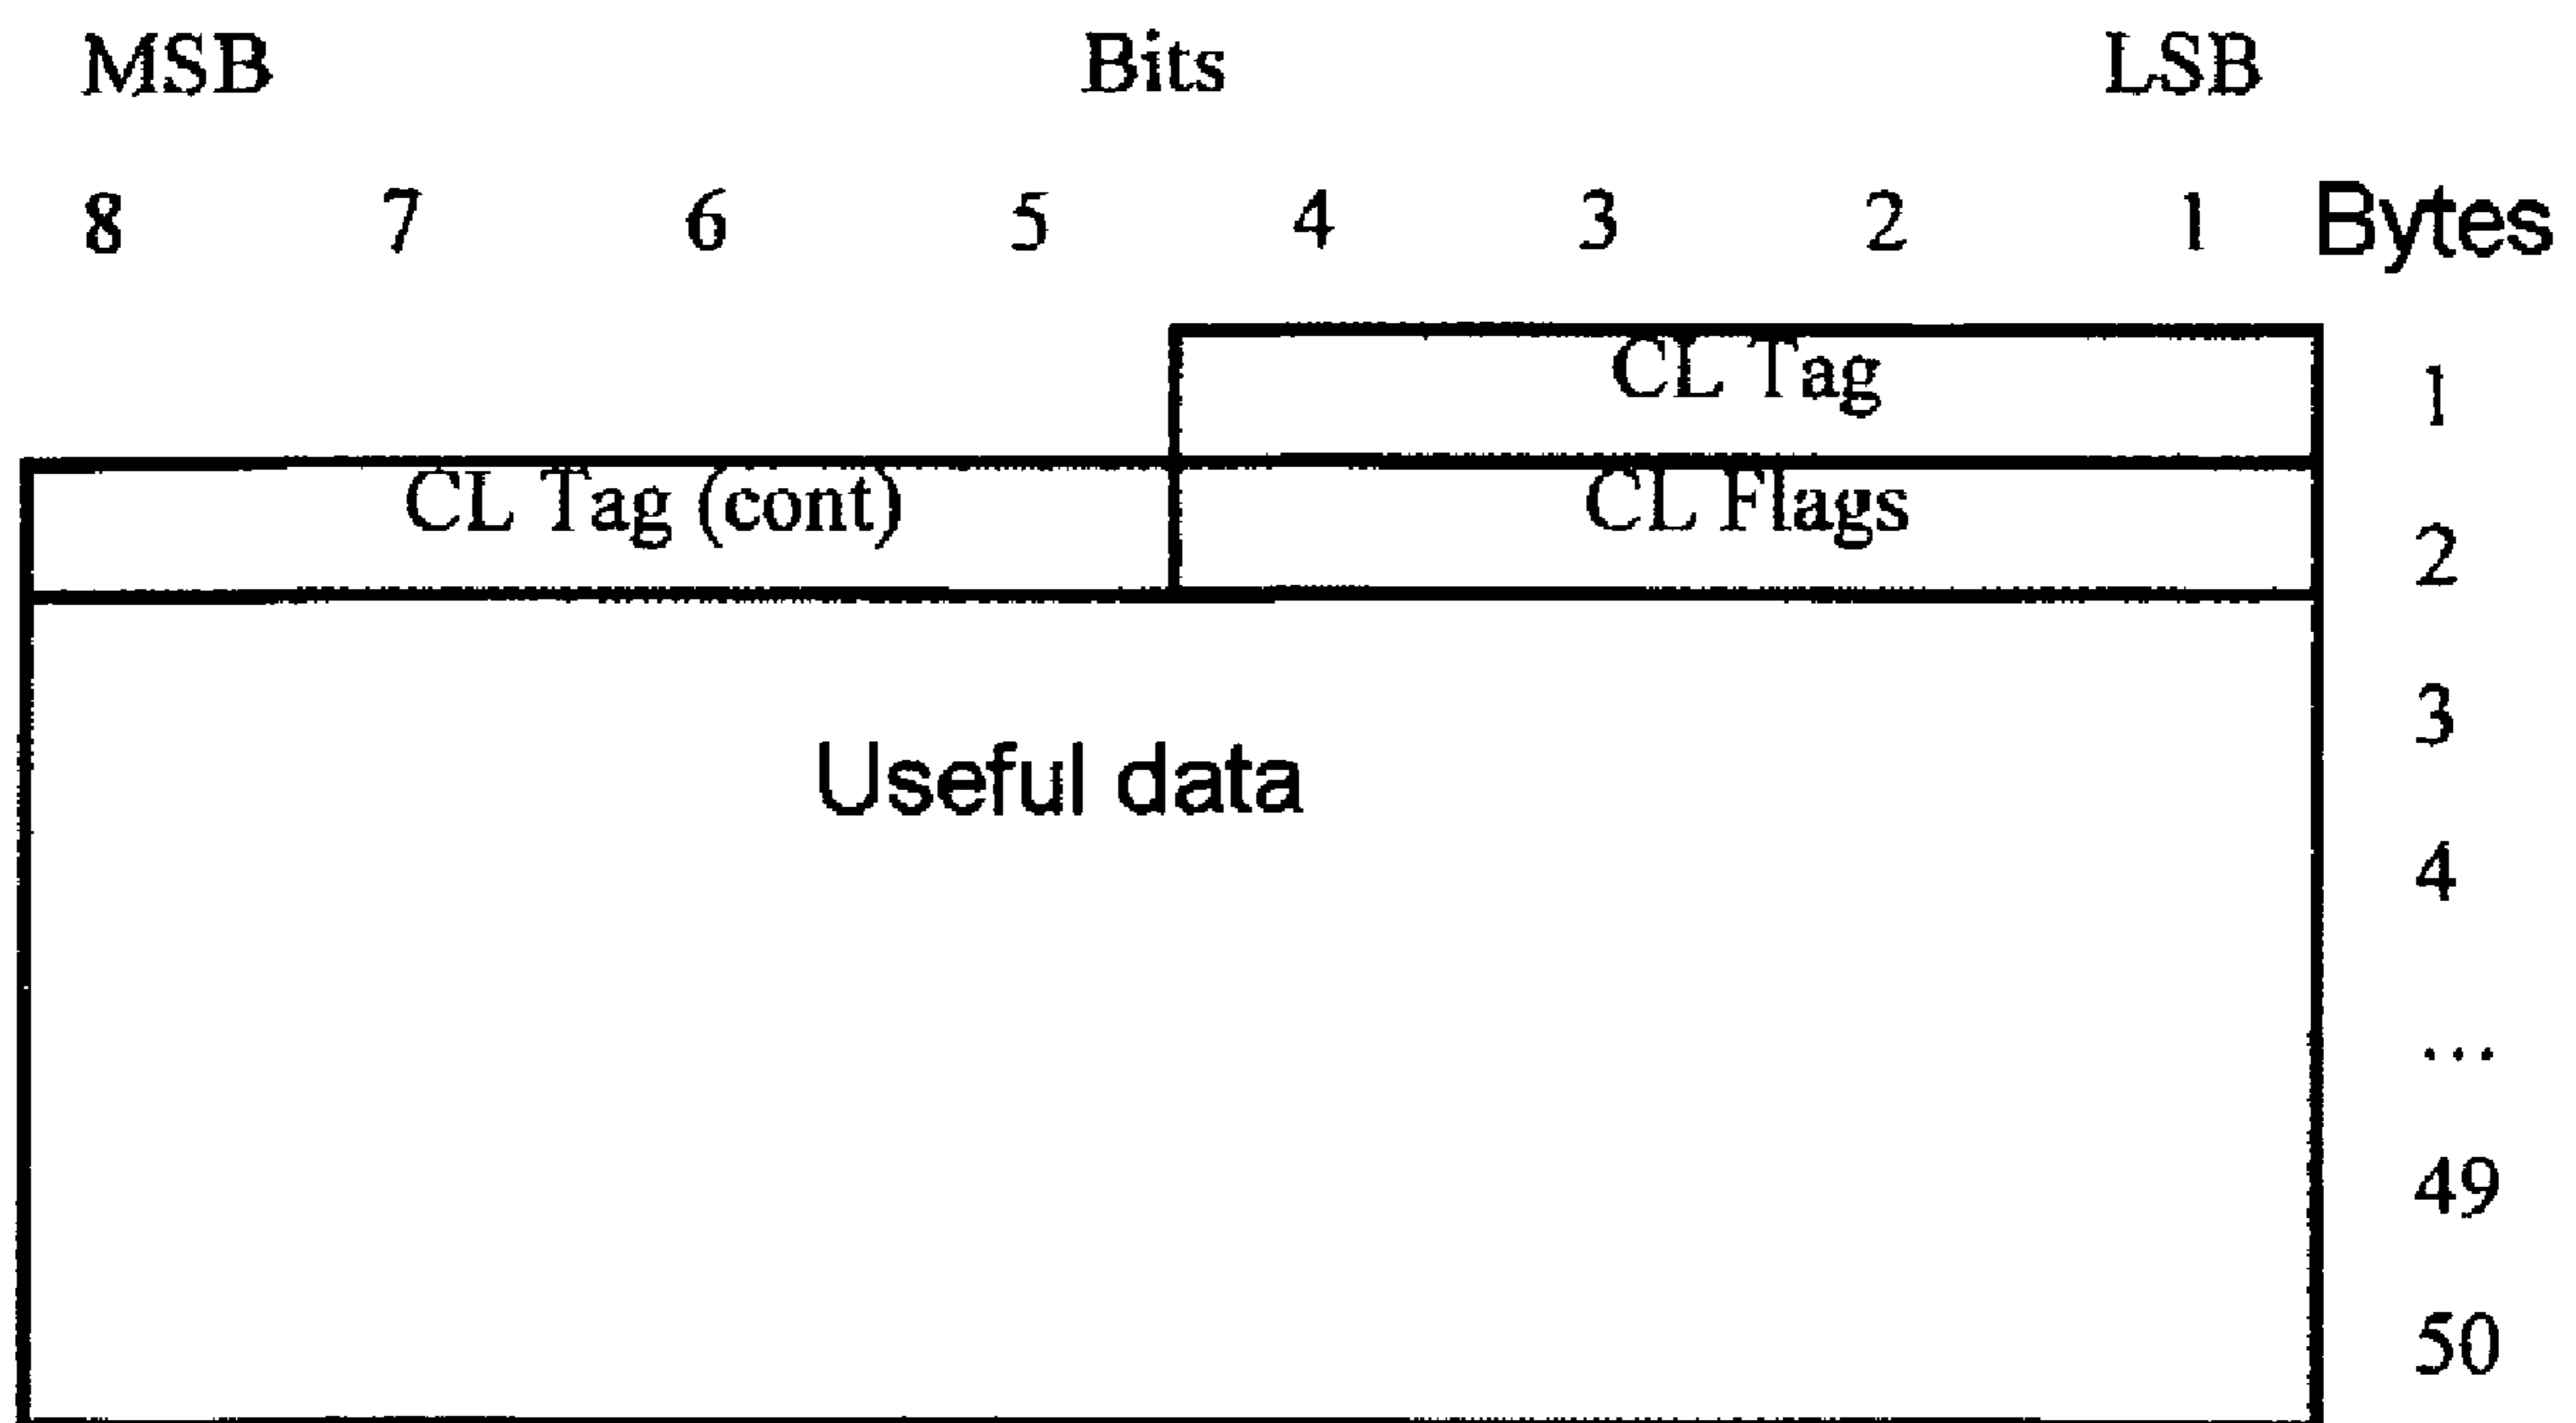 MSB Bits LSB
8 7 6 5 4 3 2 1 Bytes
CL Tag 1
CL Tag (cont) CL Flags 2
3
Useful data
4
...
49
50